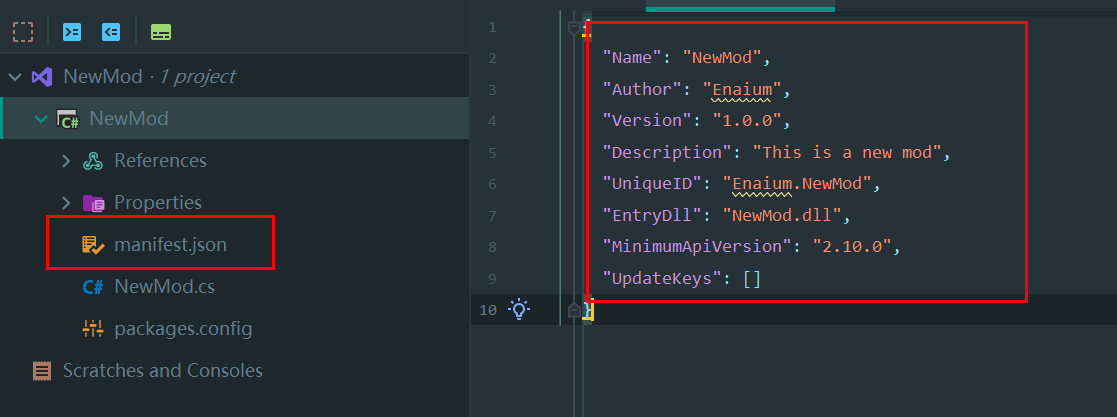 NewMod · 1 project
NewMod
References
Properties
manifest.json
C# NewMod.cs
packages.config
Scratches and Consoles
1 {
2 "Name": "NewMod",
3 "Author": "Enaium",
4 "Version": "1.0.0",
5 "Description": "This is a new mod",
6 "UniqueID": "Enaium.NewMod",
7 "EntryDll": "NewMod.dll",
8 "MinimumApiVersion": "2.10.0",
9 "UpdateKeys": []
10 }